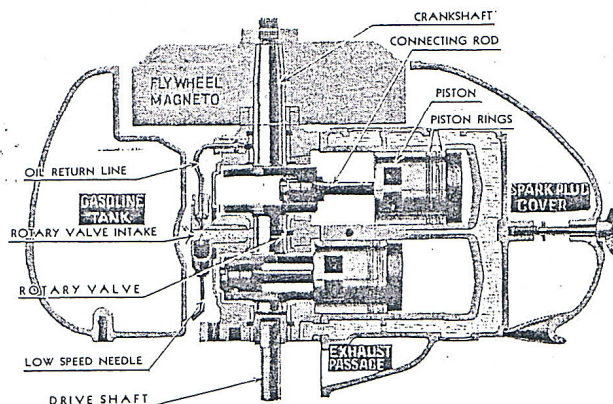 CRANKSHAFT
CONNECTING ROD
FLYWHEEL
MAGNETO
PISTON
PISTON RINGS
OIL RETURN LINE
GASOLINE
TANK
SPARK PLUG
COVER
ROTARY VALVE INTAKE
ROTARY VALVE
LOW SPEED NEEDLE
EXHAUST
PASSAGE
DRIVE SHAFT